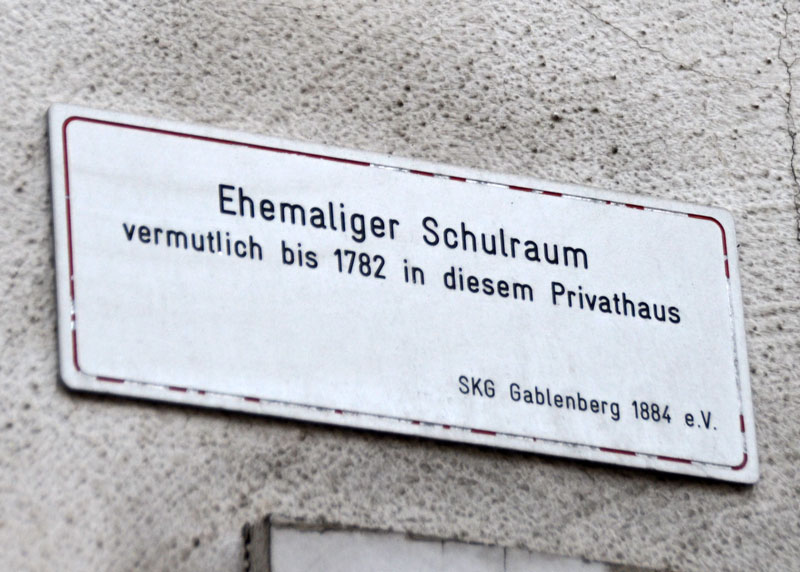 Ehemaliger Schulraum
vermutlich bis 1782 in diesem Privathaus
SKG Gablenberg 1884 e.V.